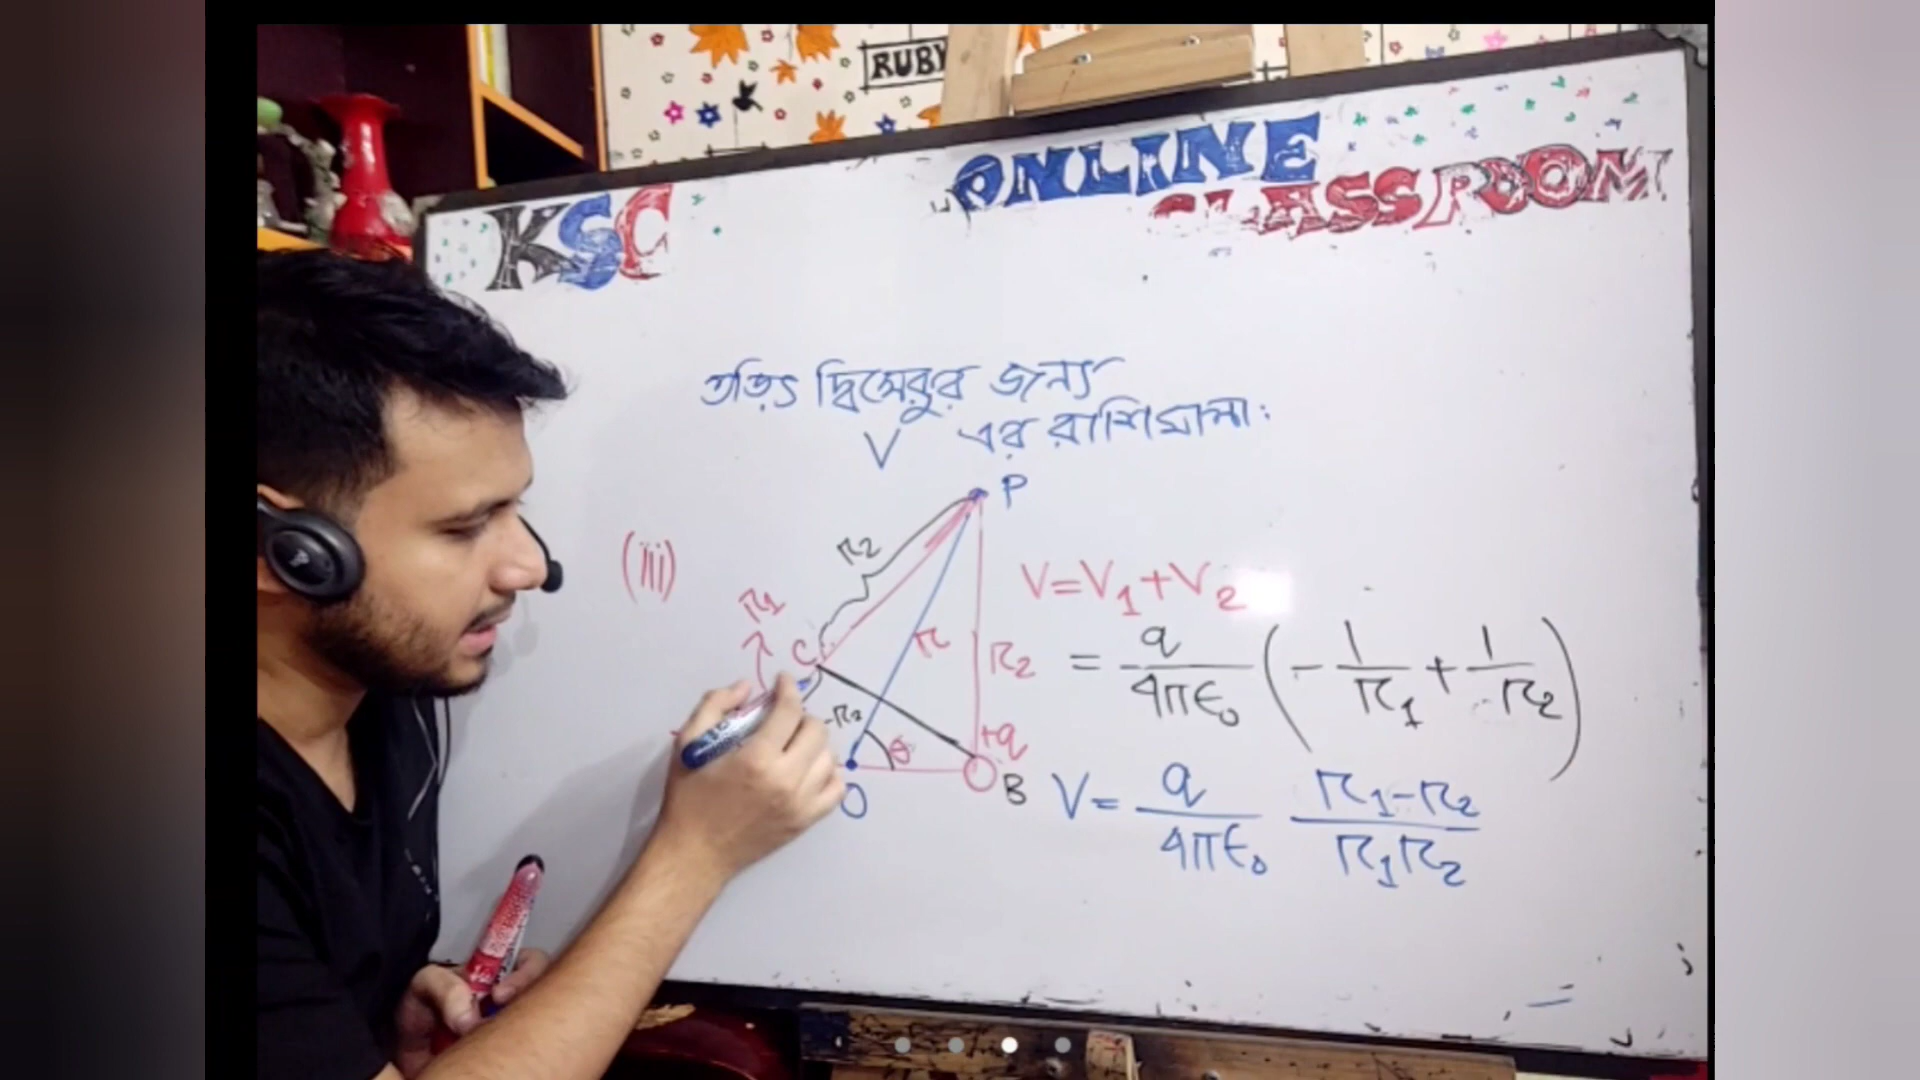 RUBY
ONLINE
CLASSROOM
KSC
তড়িৎ দ্বিমেরুর জন্য
V এর রাশিমালা:
P
(iii)
r₂
r₁
C
r
r₂
-r₂
θ
+q
O
B
V=V₁+V₂
= q/4πϵ₀ (-1/r₁ + 1/r₂)
V= q/4πϵ₀ r₁-r₂/r₁r₂